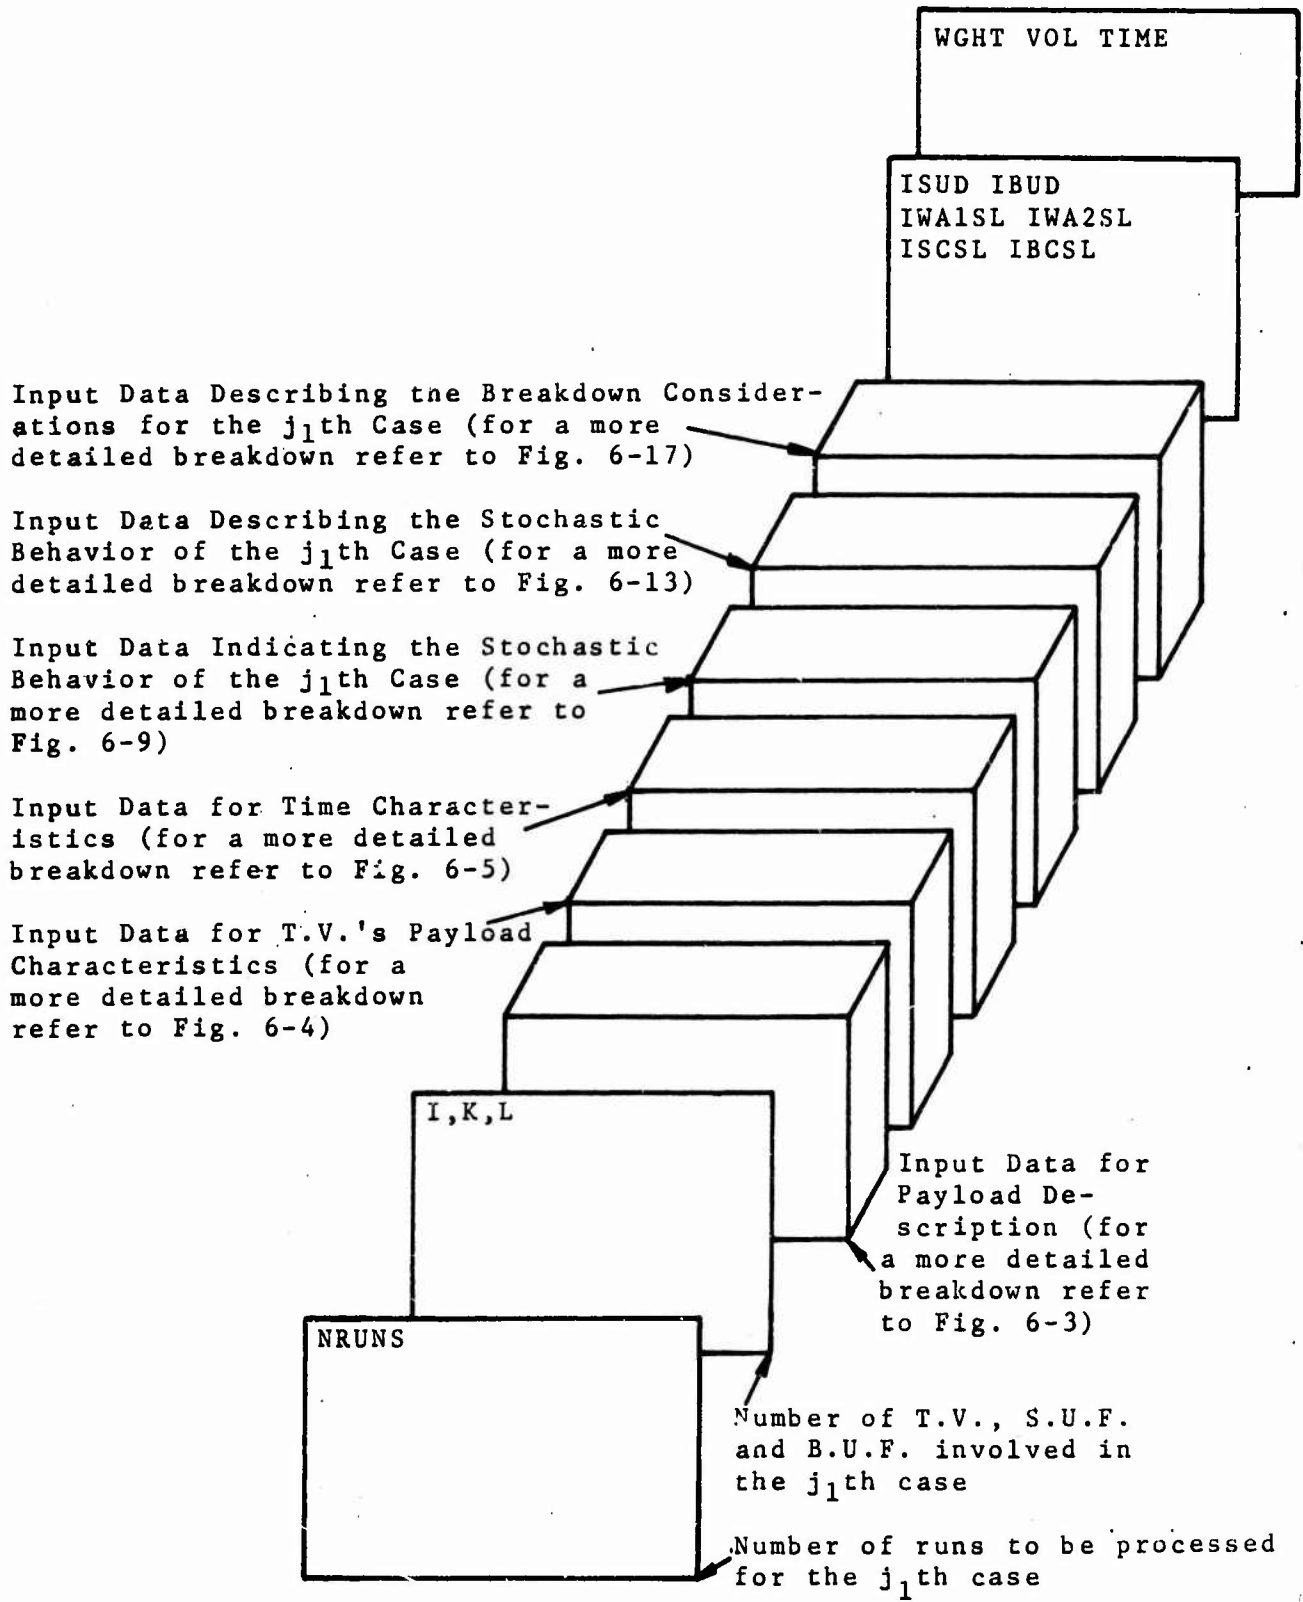 WGHT VOL TIME
ISUD IBUD
IWA1SL IWA2SL
ISCSL IBCSL
Input Data Describing the Breakdown Consider-
ations for the j1th Case (for a more
detailed breakdown refer to Fig. 6-17)
Input Data Describing the Stochastic
Behavior of the j1th Case (for a more
detailed breakdown refer to Fig. 6-13)
Input Data Indicating the Stochastic
Behavior of the j1th Case (for a
more detailed breakdown refer to
Fig. 6-9)
Input Data for Time Character-
istics (for a more detailed
breakdown refer to Fig. 6-5)
Input Data for T.V.'s Payload
Characteristics (for a
more detailed breakdown
refer to Fig. 6-4)
I,K,L
Input Data for
Payload De-
scription (for
a more detailed
breakdown refer
to Fig. 6-3)
NRUNS
Number of T.V., S.U.F.
and B.U.F. involved in
the j1th case
Number of runs to be processed
for the j1th case